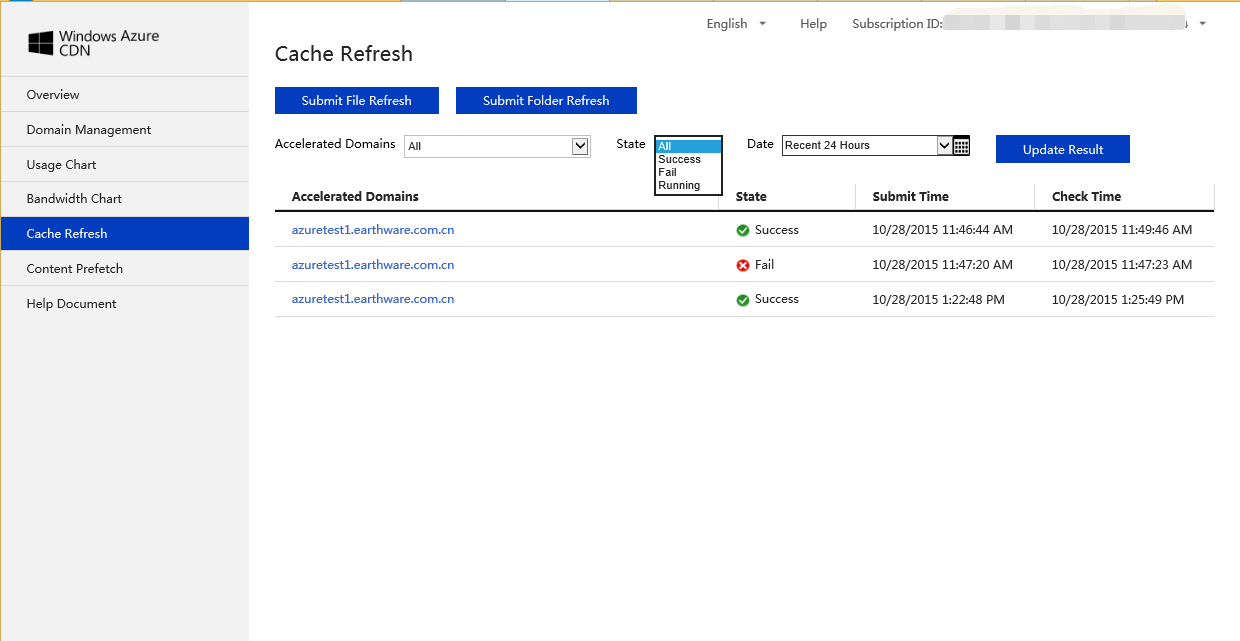 Windows Azure
CDN
English Help Subscription ID:
Cache Refresh
Submit File Refresh Submit Folder Refresh
Overview
Domain Management
Usage Chart
Bandwidth Chart
Cache Refresh
Content Prefetch
Help Document
Accelerated Domains All State All Date Recent 24 Hours Update Result
Success
Fail
Running
Accelerated Domains State Submit Time Check Time
azuretest1.earthware.com.cn Success 10/28/2015 11:46:44 AM 10/28/2015 11:49:46 AM
azuretest1.earthware.com.cn Fail 10/28/2015 11:47:20 AM 10/28/2015 11:47:23 AM
azuretest1.earthware.com.cn Success 10/28/2015 1:22:48 PM 10/28/2015 1:25:49 PM